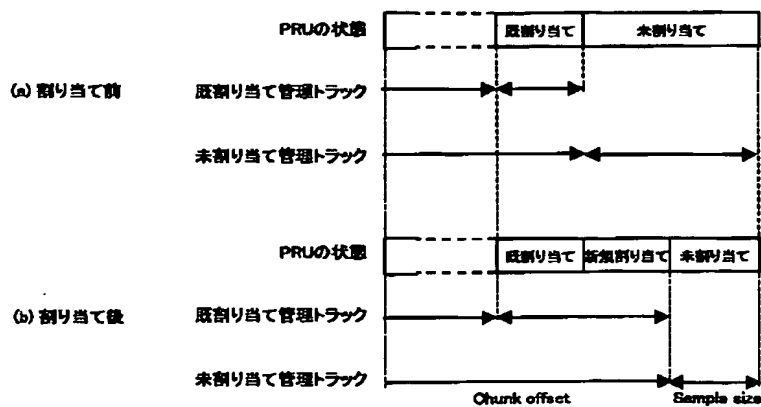 PRUの状態
既割り当て
未割り当て
(a) 割り当て前
既割り当て管理トラック
未割り当て管理トラック
PRUの状態
既割り当て
新規割り当て
未割り当て
(b) 割り当て後
既割り当て管理トラック
未割り当て管理トラック
Chunk offset
Sample size